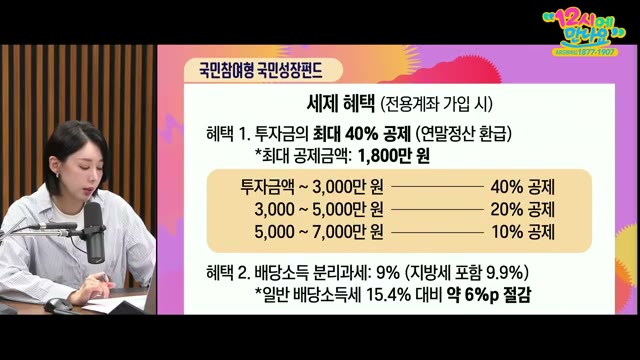 "12시에
만나요"
1877-1907
국민참여형 국민성장펀드
세제 혜택 (전용계좌 가입 시)
혜택 1. 투자금의 최대 40% 공제 (연말정산 환급)
*최대 공제금액: 1,800만 원
투자금액 ~ 3,000만 원 40% 공제
3,000 ~ 5,000만 원 20% 공제
5,000 ~ 7,000만 원 10% 공제
혜택 2. 배당소득 분리과세: 9% (지방세 포함 9.9%)
*일반 배당소득세 15.4% 대비 약 6%p 절감